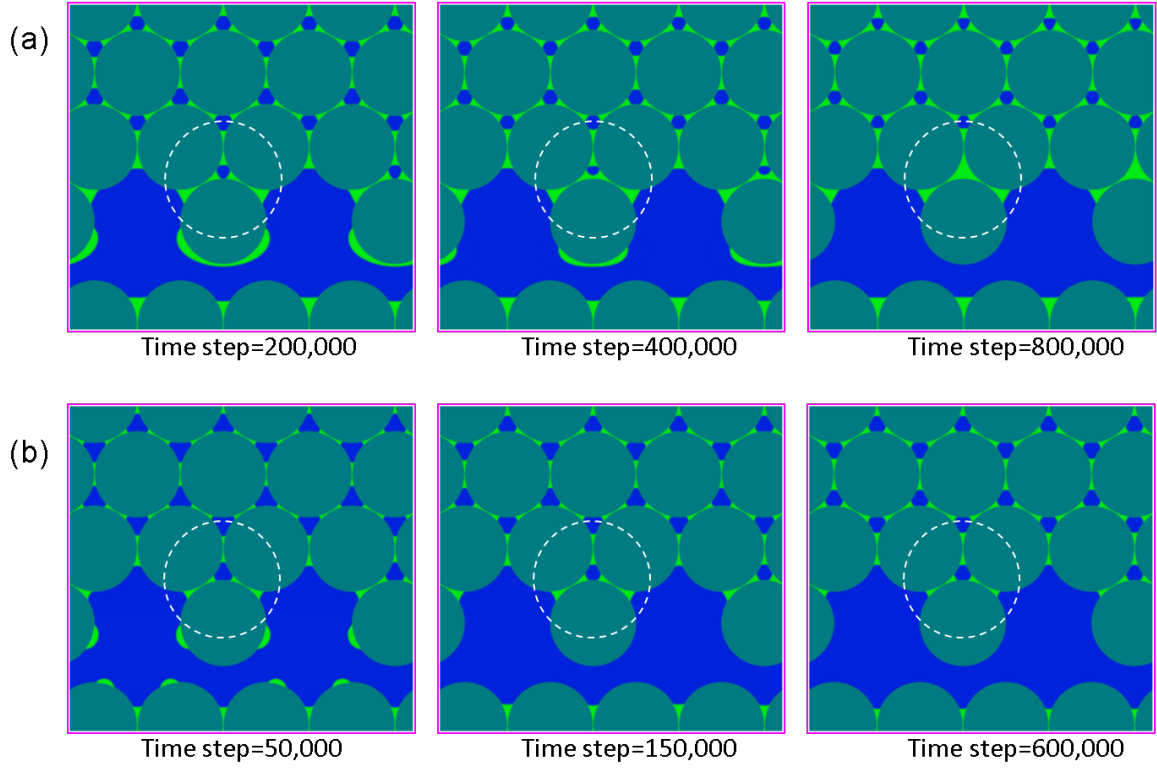 (a)
Time step=200,000
Time step=400,000
Time step=800,000
(b)
Time step=50,000
Time step=150,000
Time step=600,000